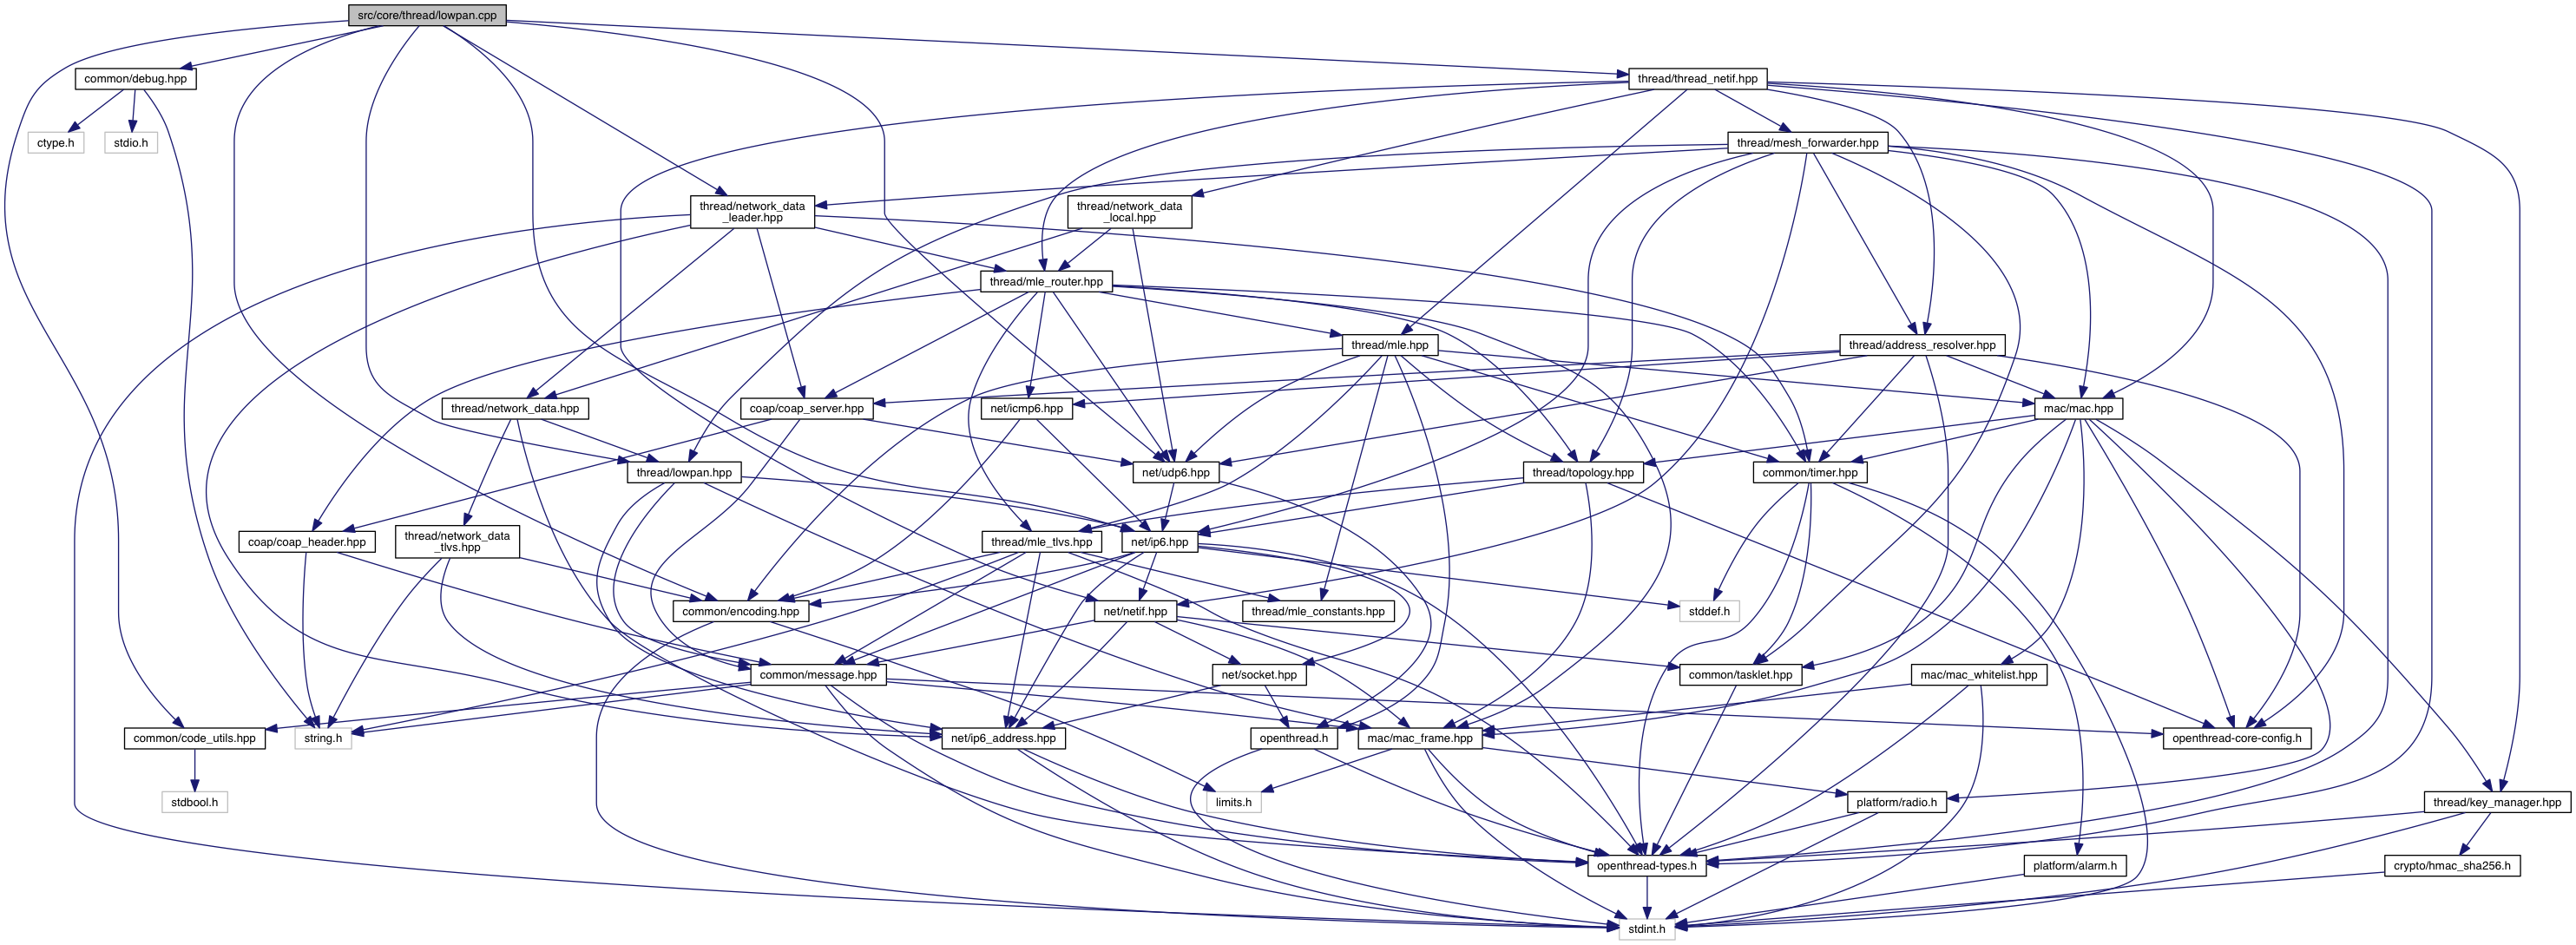 src/core/thread/lowpan.cpp
common/debug.hpp
thread/thread_netif.hpp
ctype.h
stdio.h
thread/mesh_forwarder.hpp
thread/network_data
_leader.hpp
thread/network_data
_local.hpp
thread/mle_router.hpp
thread/mle.hpp
thread/address_resolver.hpp
thread/network_data.hpp
coap/coap_server.hpp
net/icmp6.hpp
mac/mac.hpp
thread/lowpan.hpp
net/udp6.hpp
thread/topology.hpp
common/timer.hpp
coap/coap_header.hpp
thread/network_data
_tlvs.hpp
thread/mle_tlvs.hpp
net/ip6.hpp
common/encoding.hpp
net/netif.hpp
thread/mle_constants.hpp
stddef.h
common/message.hpp
net/socket.hpp
common/tasklet.hpp
mac/mac_whitelist.hpp
common/code_utils.hpp
string.h
net/ip6_address.hpp
openthread.h
mac/mac_frame.hpp
openthread-core-config.h
stdbool.h
limits.h
platform/radio.h
thread/key_manager.hpp
openthread-types.h
platform/alarm.h
crypto/hmac_sha256.h
stdint.h